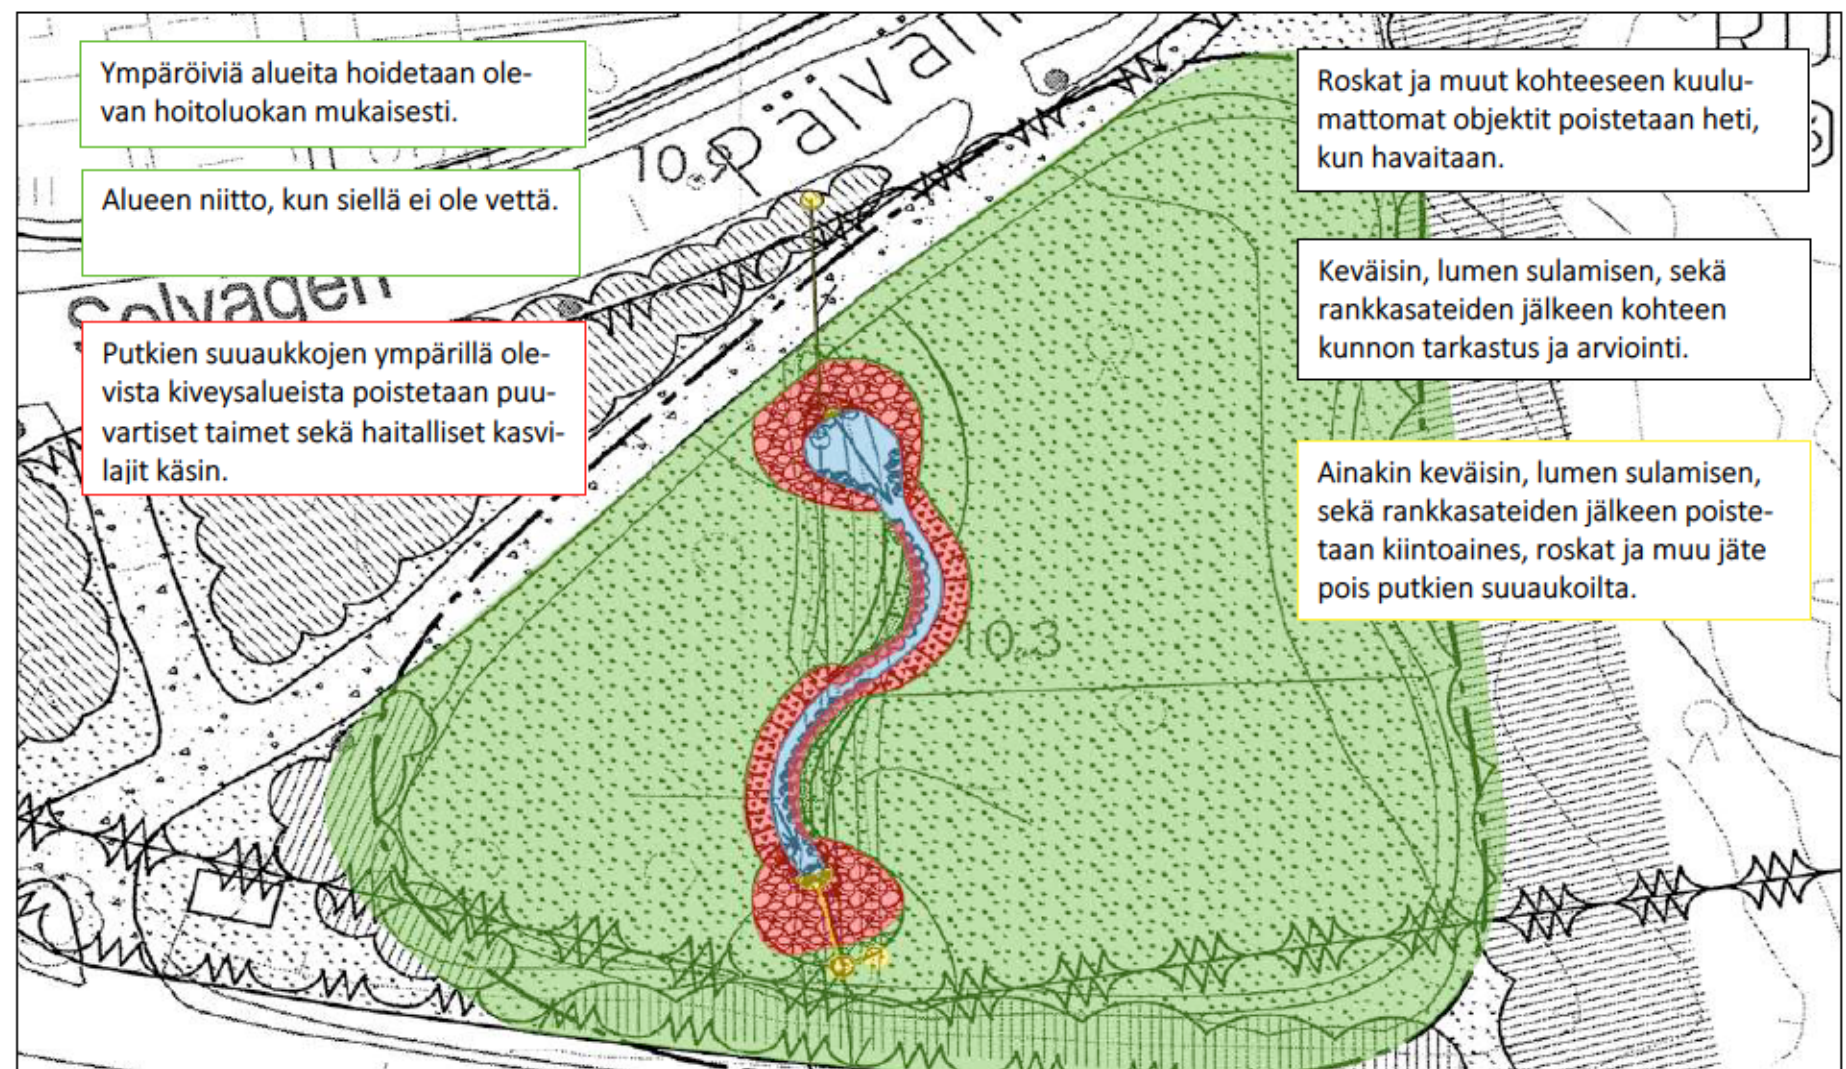 Ympäröiviä alueita hoidetaan ole-
van hoitoluokan mukaisesti.
Alueen niitto, kun siellä ei ole vettä.
Solvägen
Putkien suuaukkojen ympärillä ole-
vista kiveysalueista poistetaan puu-
vartiset taimet sekä haitalliset kasvi-
lajit käsin.
10.9
Päivän
10.3
Roskat ja muut kohteeseen kuulu-
mattomat objektit poistetaan heti,
kun havaitaan.
Keväisin, lumen sulamisen, sekä
rankkasateiden jälkeen kohteen
kunnon tarkastus ja arviointi.
Ainakin keväisin, lumen sulamisen,
sekä rankkasateiden jälkeen poiste-
taan kiintoaines, roskat ja muu jäte
pois putkien suuaukoilta.